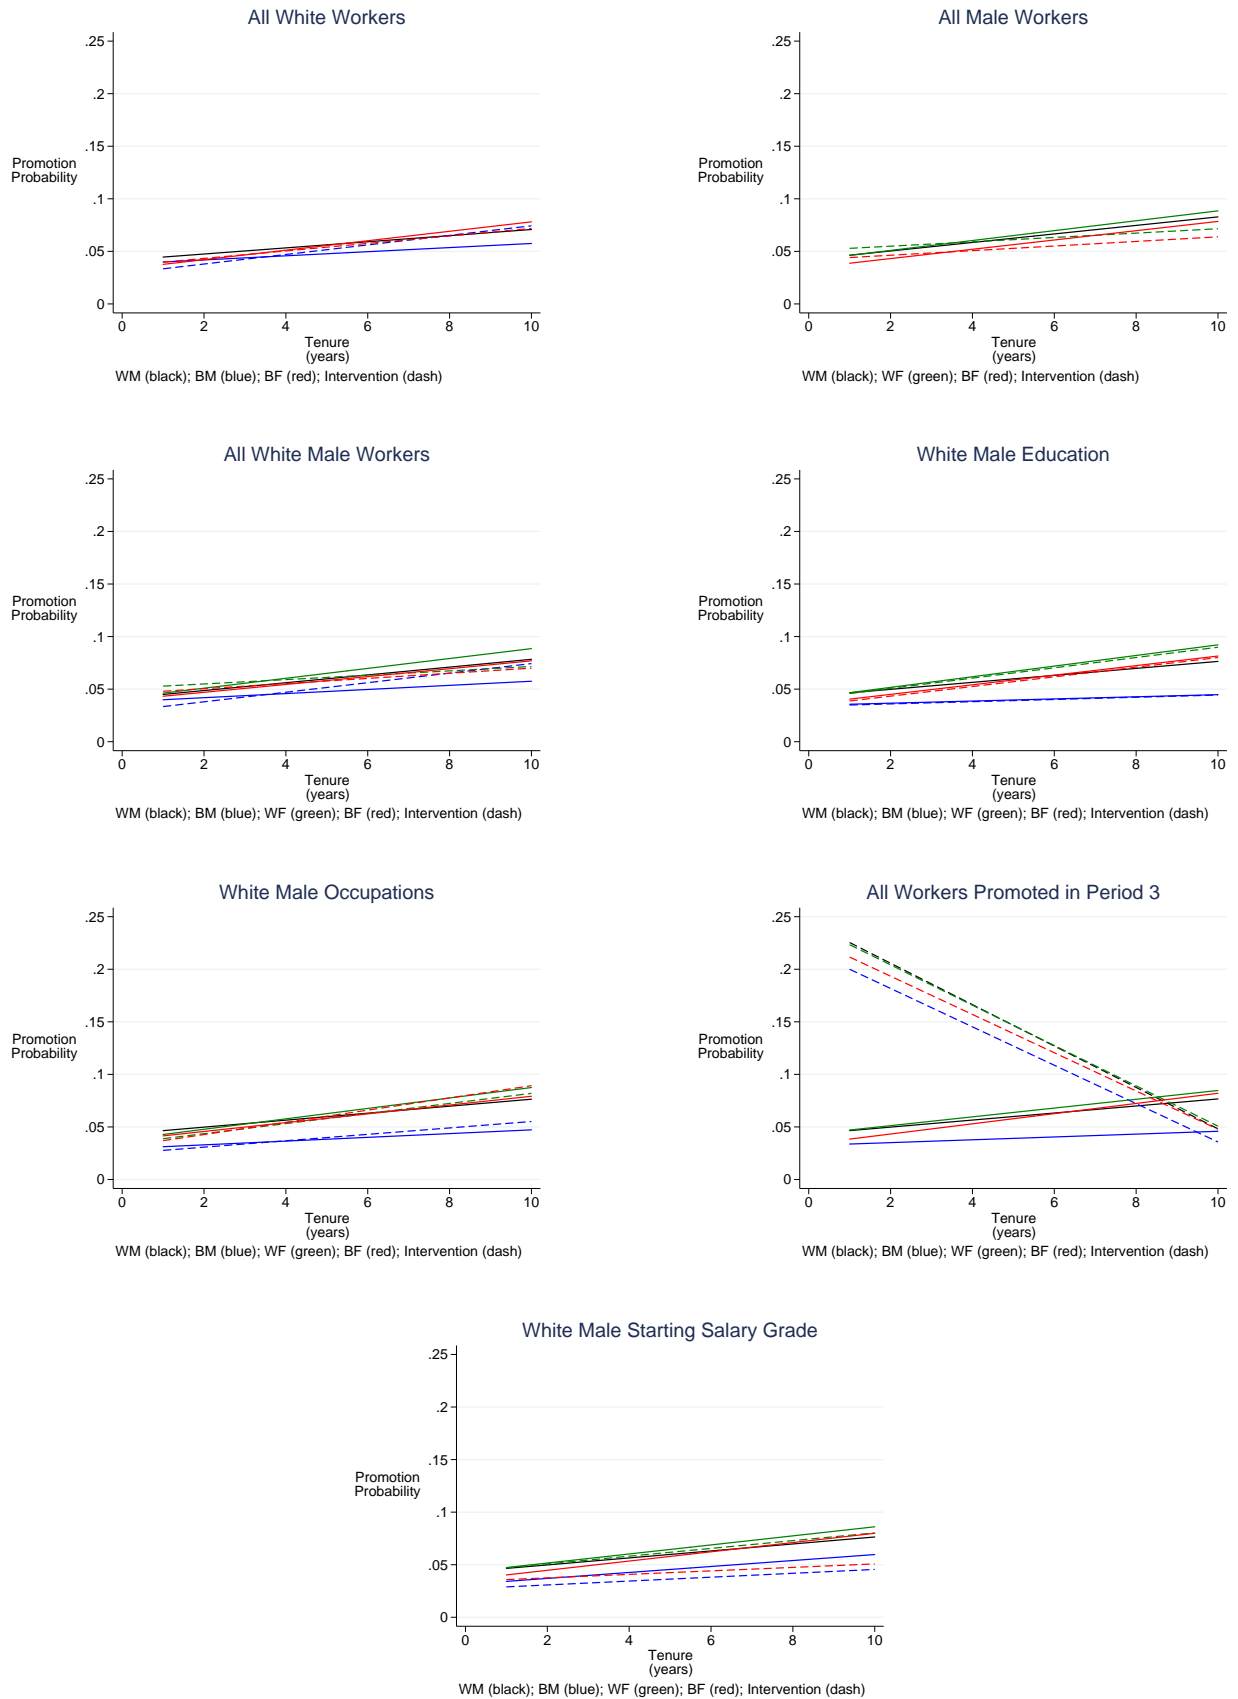 All White Workers
.25
.2
.15
Promotion
Probability
.1
.05
0
0 2 4 6 8 10
Tenure
(years)
WM (black); BM (blue); BF (red); Intervention (dash)
All Male Workers
.25
.2
.15
Promotion
Probability
.1
.05
0
0 2 4 6 8 10
Tenure
(years)
WM (black); WF (green); BF (red); Intervention (dash)
All White Male Workers
.25
.2
.15
Promotion
Probability
.1
.05
0
0 2 4 6 8 10
Tenure
(years)
WM (black); BM (blue); WF (green); BF (red); Intervention (dash)
White Male Education
.25
.2
.15
Promotion
Probability
.1
.05
0
0 2 4 6 8 10
Tenure
(years)
WM (black); BM (blue); WF (green); BF (red); Intervention (dash)
White Male Occupations
.25
.2
.15
Promotion
Probability
.1
.05
0
0 2 4 6 8 10
Tenure
(years)
WM (black); BM (blue); WF (green); BF (red); Intervention (dash)
All Workers Promoted in Period 3
.25
.2
.15
Promotion
Probability
.1
.05
0
0 2 4 6 8 10
Tenure
(years)
WM (black); BM (blue); WF (green); BF (red); Intervention (dash)
White Male Starting Salary Grade
.25
.2
.15
Promotion
Probability
.1
.05
0
0 2 4 6 8 10
Tenure
(years)
WM (black); BM (blue); WF (green); BF (red); Intervention (dash)